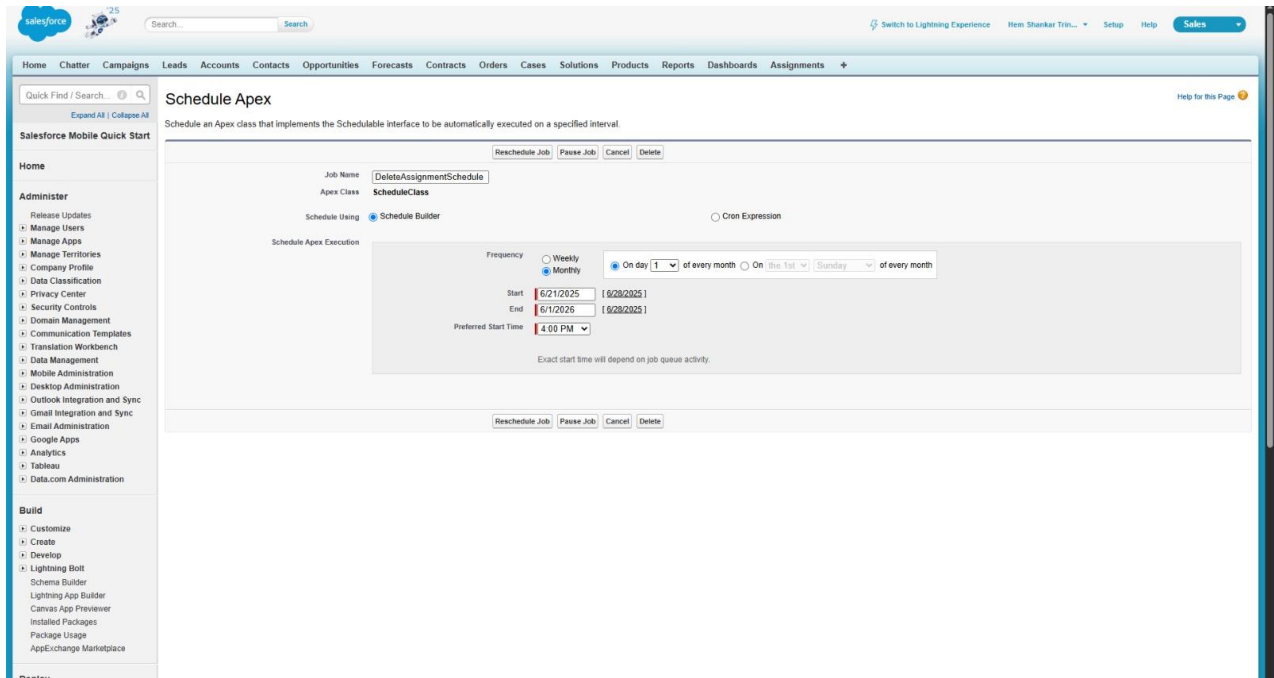 salesforce '25 Search... Search Switch to Lightning Experience Hem Shankar Trin... Setup Help Sales
Home Chatter Campaigns Leads Accounts Contacts Opportunities Forecasts Contracts Orders Cases Solutions Products Reports Dashboards Assignments +
Quick Find / Search...
Expand All | Collapse All
Salesforce Mobile Quick Start
Home
Administer
Release Updates
Manage Users
Manage Apps
Manage Territories
Company Profile
Data Classification
Privacy Center
Security Controls
Domain Management
Communication Templates
Translation Workbench
Data Management
Mobile Administration
Desktop Administration
Outlook Integration and Sync
Gmail Integration and Sync
Email Administration
Google Apps
Analytics
Tableau
Data.com Administration
Build
Customize
Create
Develop
Lightning Bolt
Schema Builder
Lightning App Builder
Canvas App Previewer
Installed Packages
Package Usage
AppExchange Marketplace
Schedule Apex
Help for this Page
Schedule an Apex class that implements the Schedulable interface to be automatically executed on a specified interval.
Reschedule Job Pause Job Cancel Delete
Job Name DeleteAssignmentSchedule
Apex Class ScheduleClass
Schedule Using Schedule Builder Cron Expression
Schedule Apex Execution
Frequency Weekly
Monthly On day 1 of every month On the 1st Sunday of every month
Start 6/21/2025 [ 6/28/2025 ]
End 6/1/2026 [ 6/28/2025 ]
Preferred Start Time 4:00 PM
Exact start time will depend on job queue activity.
Reschedule Job Pause Job Cancel Delete